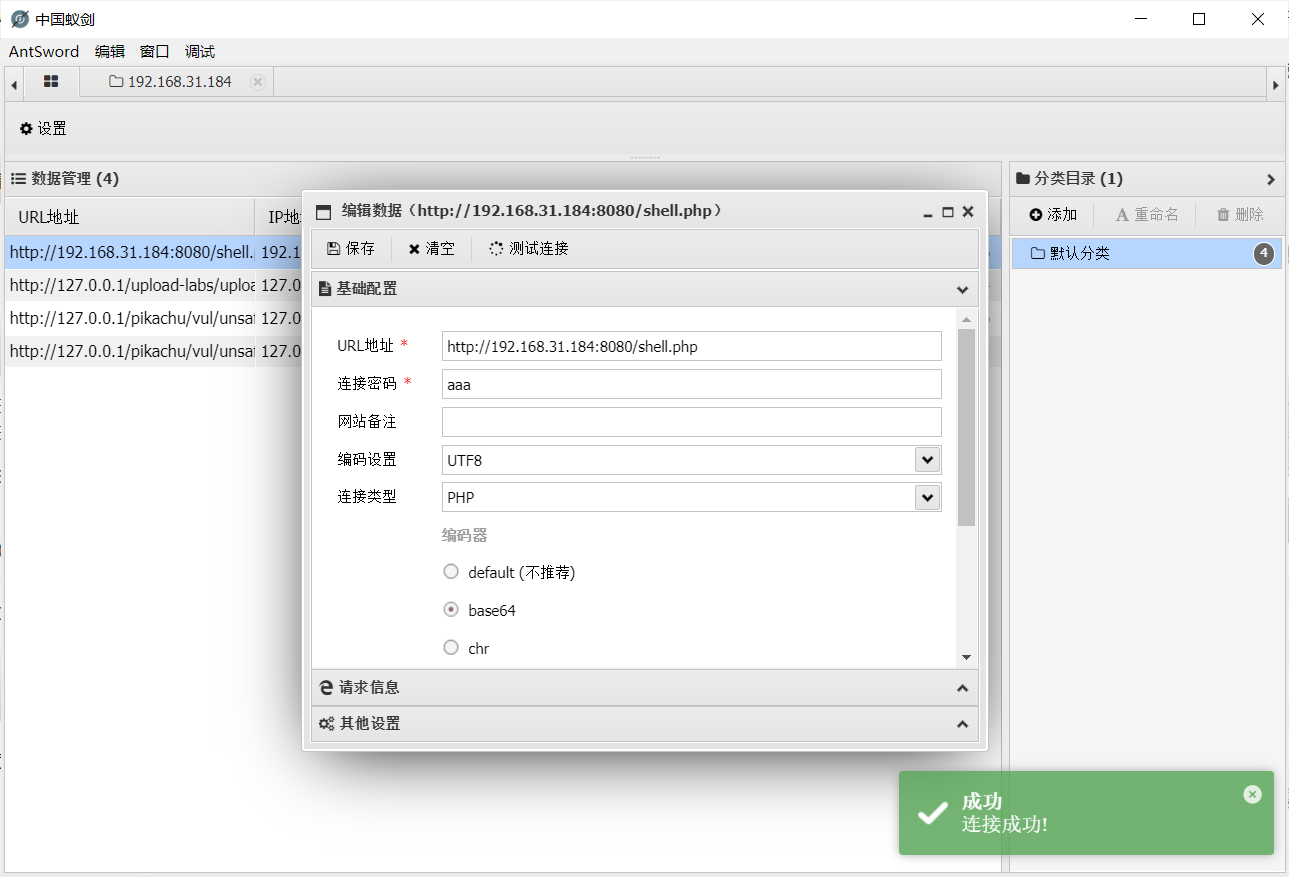 中国蚁剑
AntSword 编辑 窗口 调试
192.168.31.184
设置
数据管理 (4)
URL地址 IP地
http://192.168.31.184:8080/shell. 192.1
http://127.0.0.1/upload-labs/uploa 127.0
http://127.0.0.1/pikachu/vul/unsaf 127.0
http://127.0.0.1/pikachu/vul/unsaf 127.0
编辑数据（http://192.168.31.184:8080/shell.php）
保存 清空 测试连接
基础配置
URL地址 * http://192.168.31.184:8080/shell.php
连接密码 * aaa
网站备注
编码设置 UTF8
连接类型 PHP
编码器
default (不推荐)
base64
chr
请求信息
其他设置
分类目录 (1)
添加 重命名 删除
默认分类 4
成功
连接成功!